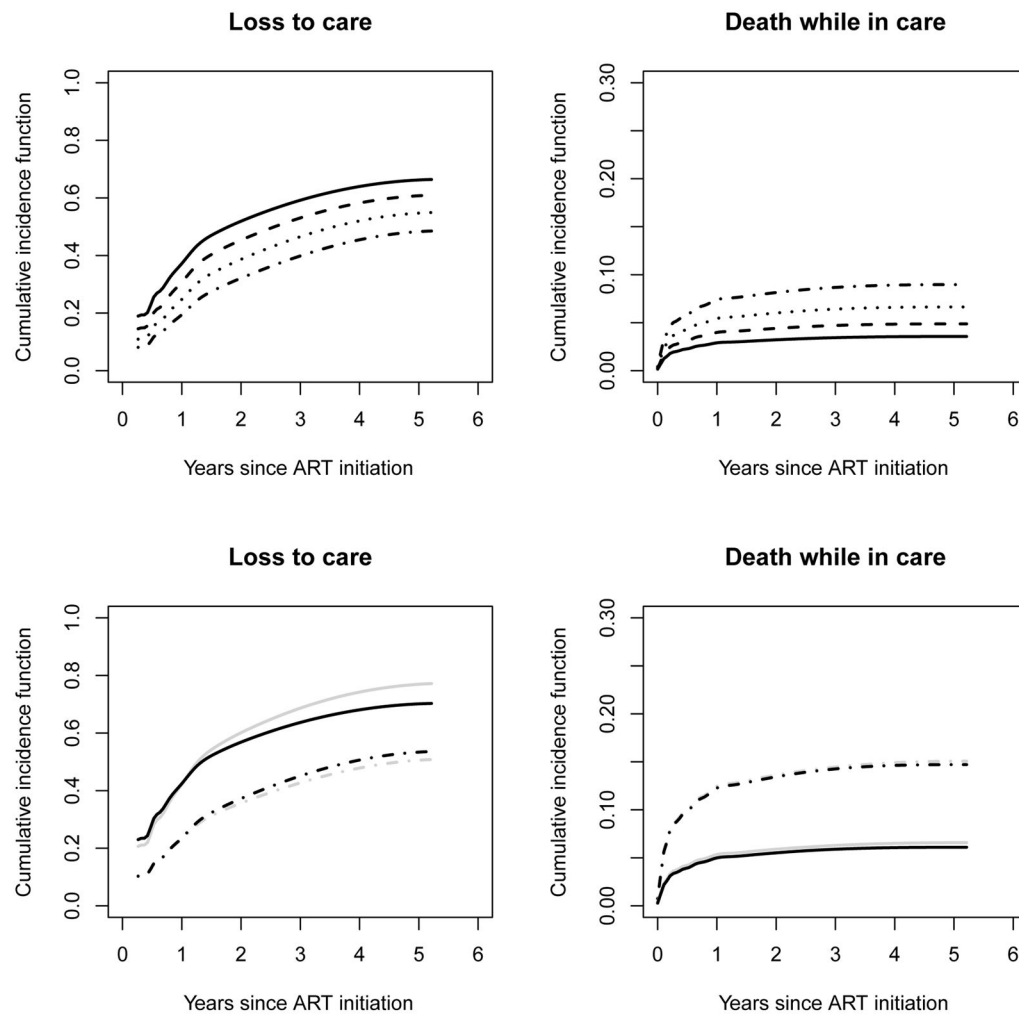 Loss to care
Cumulative incidence function
1.0
0.8
0.6
0.4
0.2
0.0
0 1 2 3 4 5 6
Years since ART initiation
Death while in care
Cumulative incidence function
0.30
0.20
0.10
0.00
0 1 2 3 4 5 6
Years since ART initiation
Loss to care
Cumulative incidence function
1.0
0.8
0.6
0.4
0.2
0.0
0 1 2 3 4 5 6
Years since ART initiation
Death while in care
Cumulative incidence function
0.30
0.20
0.10
0.00
0 1 2 3 4 5 6
Years since ART initiation